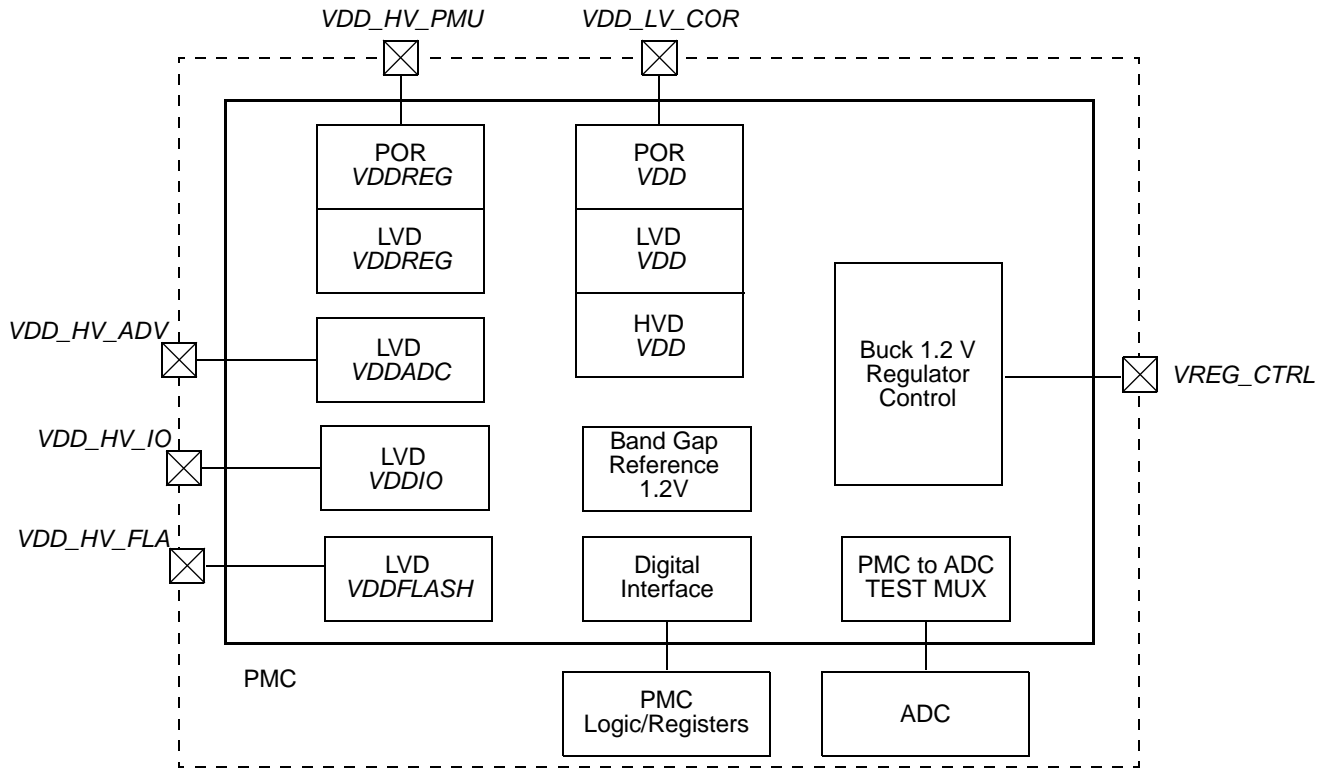 VDD_HV_PMU
VDD_LV_COR
POR
VDDREG
LVD
VDDREG
POR
VDD
LVD
VDD
HVD
VDD
VDD_HV_ADV
LVD
VDDADC
Buck 1.2 V
Regulator
Control
VREG_CTRL
VDD_HV_IO
LVD
VDDIO
Band Gap
Reference
1.2V
VDD_HV_FLA
LVD
VDDFLASH
Digital
Interface
PMC to ADC
TEST MUX
PMC
PMC
Logic/Registers
ADC